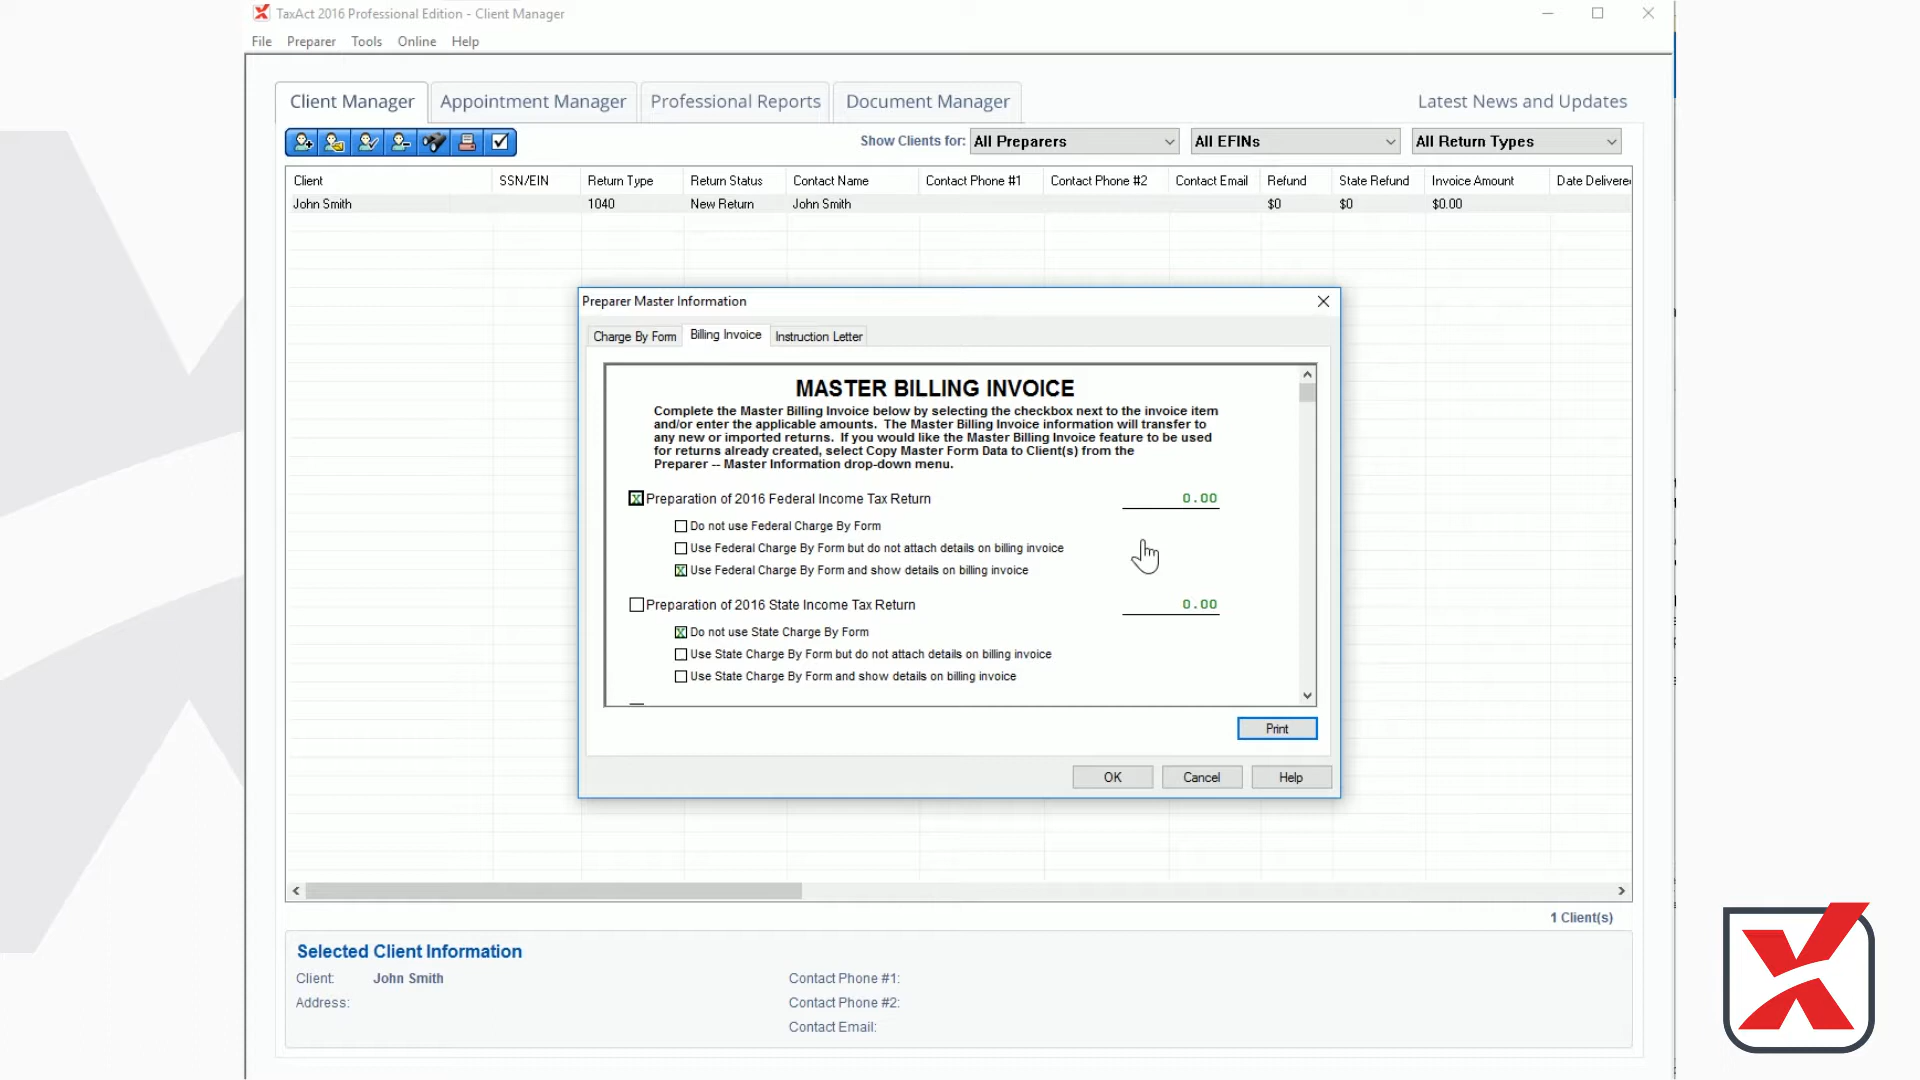 TaxAct 2016 Professional Edition - Client Manager
File Preparer Tools Online Help
Client Manager Appointment Manager Professional Reports Document Manager Latest News and Updates
Show Clients for: All Preparers All EFINs All Return Types
Client SSN/EIN Return Type Return Status Contact Name Contact Phone #1 Contact Phone #2 Contact Email Refund State Refund Invoice Amount Date Delivere
John Smith 1040 New Return John Smith $0 $0 $0.00
Preparer Master Information
Charge By Form Billing Invoice Instruction Letter
MASTER BILLING INVOICE
Complete the Master Billing Invoice below by selecting the checkbox next to the invoice item
and/or enter the applicable amounts. The Master Billing Invoice information will transfer to
any new or imported returns. If you would like the Master Billing Invoice feature to be used
for returns already created, select Copy Master Form Data to Client(s) from the
Preparer -- Master Information drop-down menu.
X Preparation of 2016 Federal Income Tax Return 0.00
Do not use Federal Charge By Form
Use Federal Charge By Form but do not attach details on billing invoice
X Use Federal Charge By Form and show details on billing invoice
Preparation of 2016 State Income Tax Return 0.00
X Do not use State Charge By Form
Use State Charge By Form but do not attach details on billing invoice
Use State Charge By Form and show details on billing invoice
Print
OK Cancel Help
1 Client(s)
Selected Client Information
Client: John Smith Contact Phone #1:
Address: Contact Phone #2:
Contact Email: